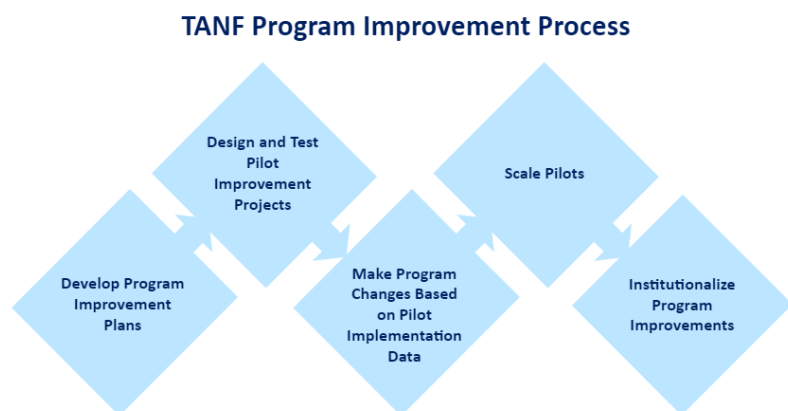 TANF Program Improvement Process
Develop Program
Improvement
Plans
Design and Test
Pilot
Improvement
Projects
Make Program
Changes Based
on Pilot
Implementation
Data
Scale Pilots
Institutionalize
Program
Improvements